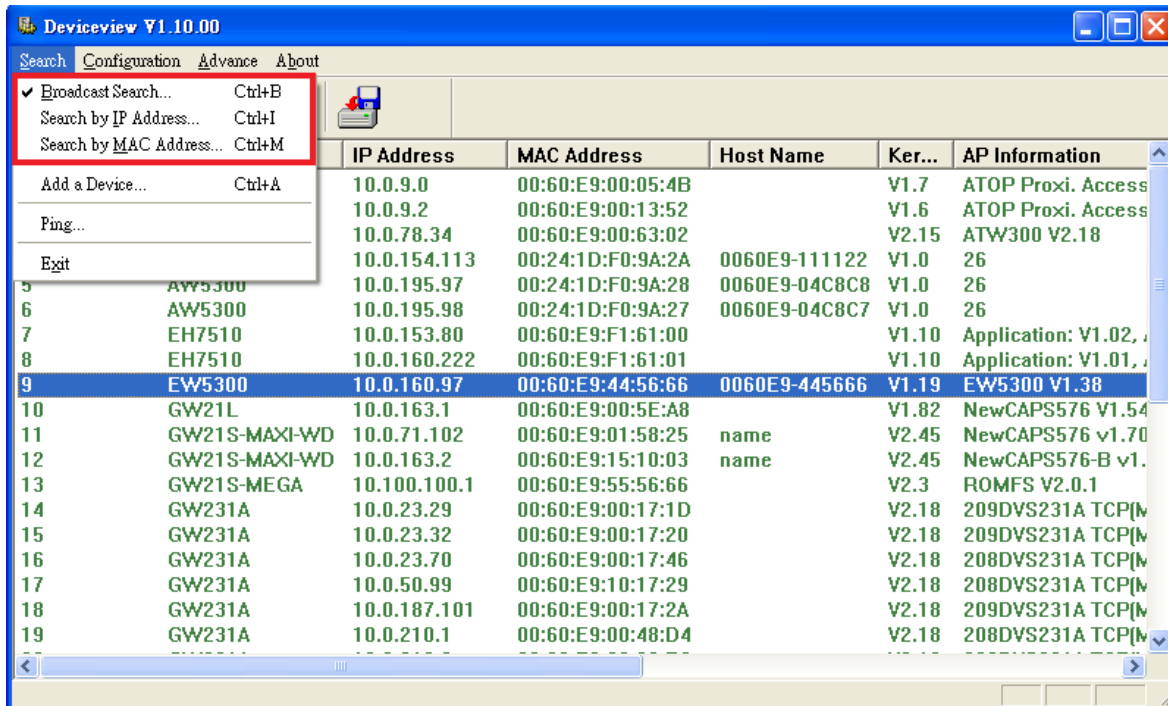 Deviceview V1.10.00
Search Configuration Advance About
✔ Broadcast Search... Ctrl+B
Search by IP Address... Ctrl+I
Search by MAC Address... Ctrl+M
Add a Device... Ctrl+A
Ping...
Exit
IP Address MAC Address Host Name Ker... AP Information
10.0.9.0 00:60:E9:00:05:4B V1.7 ATOP Proxi. Access
10.0.9.2 00:60:E9:00:13:52 V1.6 ATOP Proxi. Access
10.0.78.34 00:60:E9:00:63:02 V2.15 ATW300 V2.18
10.0.154.113 00:24:1D:F0:9A:2A 0060E9-111122 V1.0 26
5 AW5300 10.0.195.97 00:24:1D:F0:9A:28 0060E9-04C8C8 V1.0 26
6 AW5300 10.0.195.98 00:24:1D:F0:9A:27 0060E9-04C8C7 V1.0 26
7 EH7510 10.0.153.80 00:60:E9:F1:61:00 V1.10 Application: V1.02,
8 EH7510 10.0.160.222 00:60:E9:F1:61:01 V1.10 Application: V1.01,
9 EW5300 10.0.160.97 00:60:E9:44:56:66 0060E9-445666 V1.19 EW5300 V1.38
10 GW21L 10.0.163.1 00:60:E9:00:5E:A8 V1.82 NewCAPS576 V1.54
11 GW21S-MAXI-WD 10.0.71.102 00:60:E9:01:58:25 name V2.45 NewCAPS576 v1.70
12 GW21S-MAXI-WD 10.0.163.2 00:60:E9:15:10:03 name V2.45 NewCAPS576-B v1.
13 GW21S-MEGA 10.100.100.1 00:60:E9:55:56:66 V2.3 ROMFS V2.0.1
14 GW231A 10.0.23.29 00:60:E9:00:17:1D V2.18 209DVS231A TCP(M
15 GW231A 10.0.23.32 00:60:E9:00:17:20 V2.18 209DVS231A TCP(M
16 GW231A 10.0.23.70 00:60:E9:00:17:46 V2.18 208DVS231A TCP(M
17 GW231A 10.0.50.99 00:60:E9:10:17:29 V2.18 208DVS231A TCP(M
18 GW231A 10.0.187.101 00:60:E9:00:17:2A V2.18 209DVS231A TCP(M
19 GW231A 10.0.210.1 00:60:E9:00:48:D4 V2.18 208DVS231A TCP(M